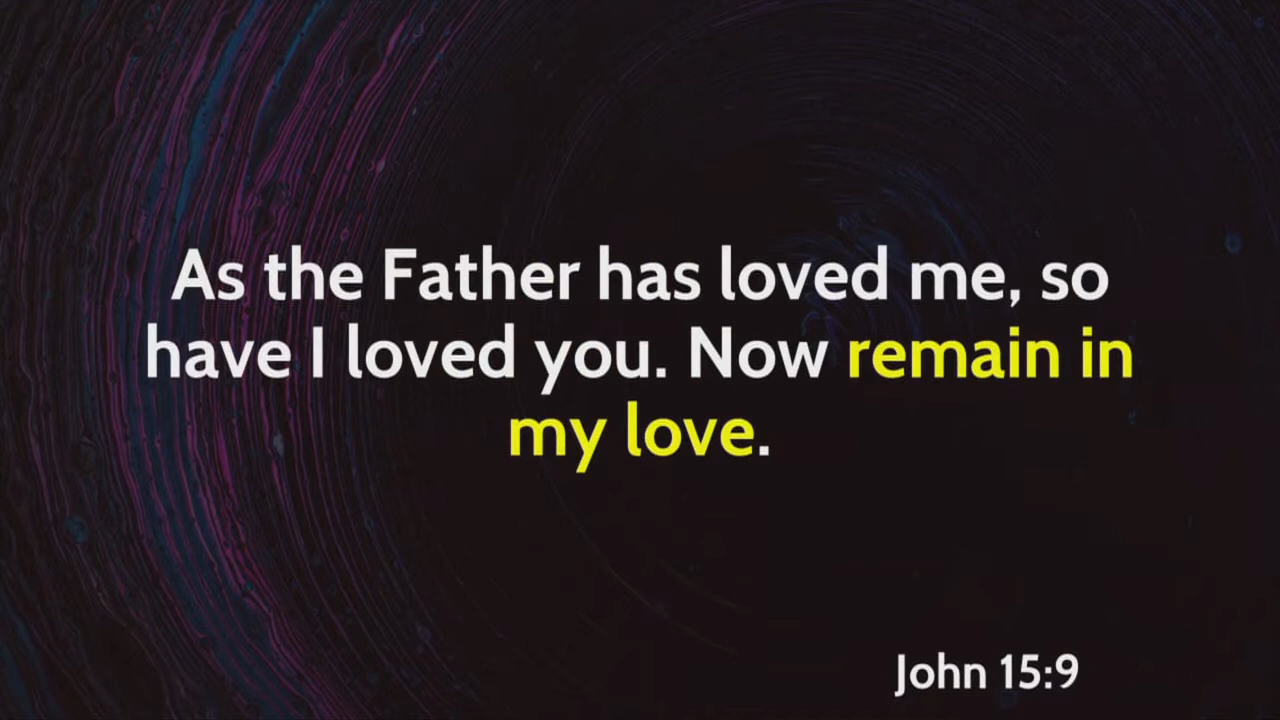 As the Father has loved me, so
have I loved you. Now remain in
my love.
John 15:9